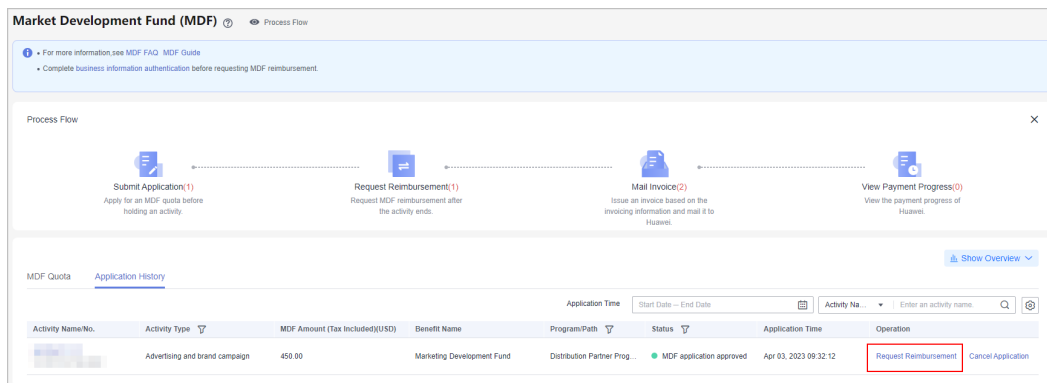 Market Development Fund (MDF) Process Flow
• For more information,see MDF FAQ MDF Guide
• Complete business information authentication before requesting MDF reimbursement.
Process Flow
Submit Application(1)
Apply for an MDF quota before
holding an activity.
Request Reimbursement(1)
Request MDF reimbursement after
the activity ends.
Mail Invoice(2)
Issue an invoice based on the
invoicing information and mail it to
Huawei.
View Payment Progress(0)
View the payment progress of
Huawei.
Show Overview
MDF Quota Application History
Application Time Start Date – End Date Activity Na... Enter an activity name.
Activity Name/No. Activity Type MDF Amount (Tax Included)(USD) Benefit Name Program/Path Status Application Time Operation
Advertising and brand campaign 450.00 Marketing Development Fund Distribution Partner Prog... MDF application approved Apr 03, 2023 09:32:12 Request Reimbursement Cancel Application